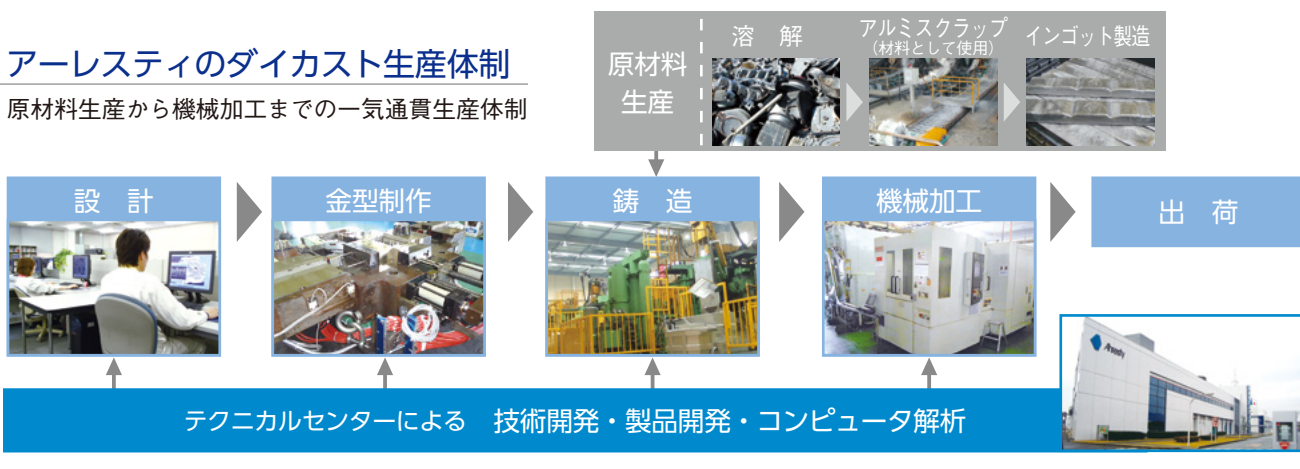 アーレスティのダイカスト生産体制
原材料生産から機械加工までの一気通貫生産体制
原材料
生産
溶 解
アルミスクラップ
(材料として使用)
インゴット製造
設 計
金型制作
鋳 造
機械加工
出 荷
Ahresty
テクニカルセンターによる 技術開発・製品開発・コンピュータ解析